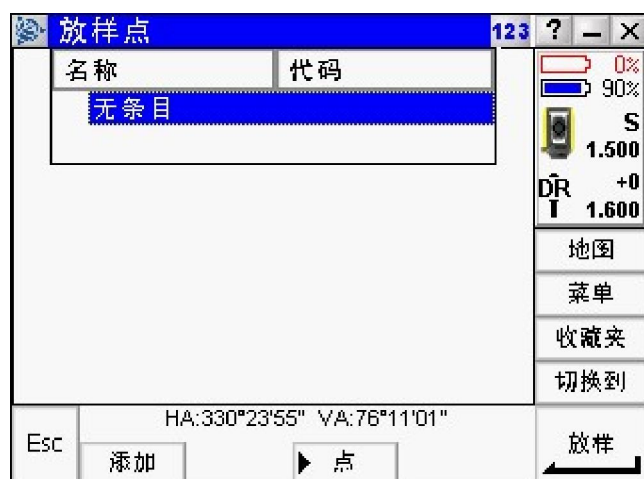 放样点 123 ? — ×
名称 代码
无条目
0%
90%
S
1.500
DR +0
T 1.600
地图
菜单
收藏夹
切换到
HA:330°23'55" VA:76°11'01"
Esc 添加 点 放样